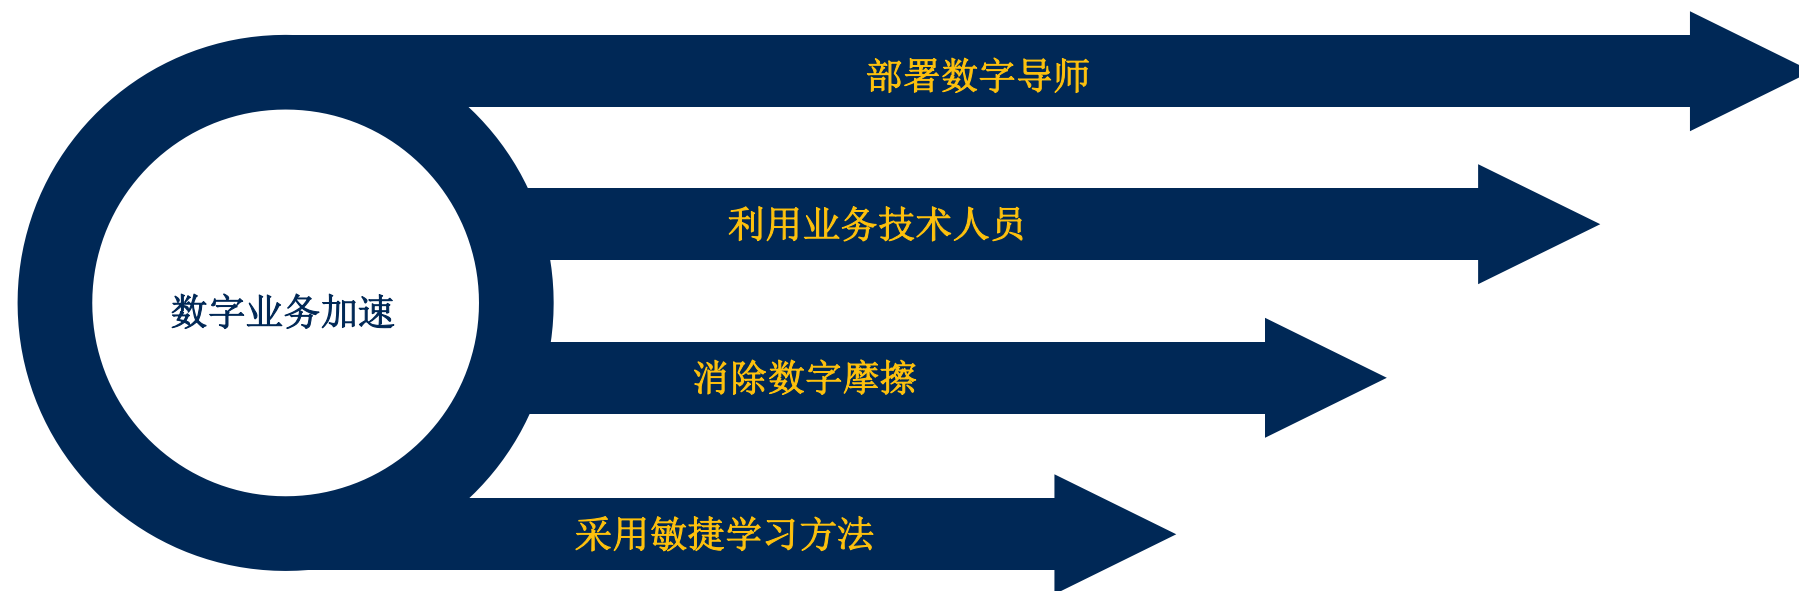 部署数字导师
利用业务技术人员
数字业务加速
消除数字摩擦
采用敏捷学习方法